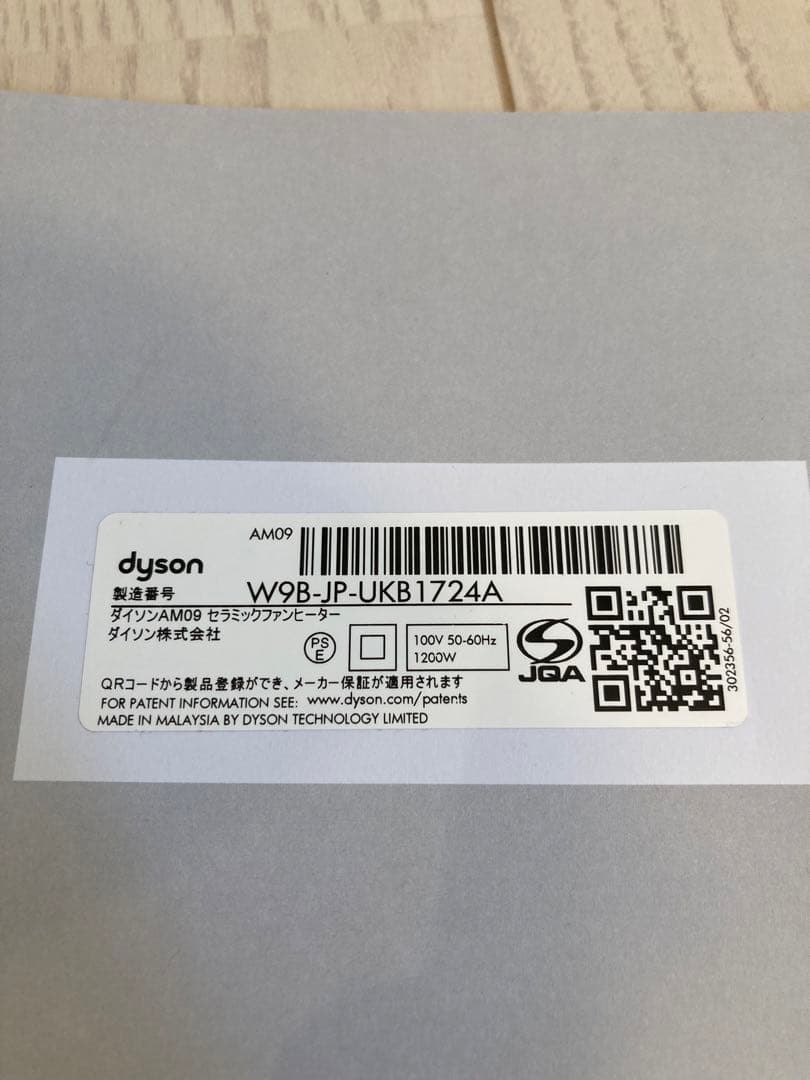 AM09
dyson
製造番号 W9B-JP-UKB1724A
ダイソンAM09 セラミックファンヒーター
ダイソン株式会社
PS
E
100V 50-60Hz
1200W
JQA
302356-56/02
QRコードから製品登録ができ、メーカー保証が適用されます
FOR PATENT INFORMATION SEE: www.dyson.com/patents
MADE IN MALAYSIA BY DYSON TECHNOLOGY LIMITED